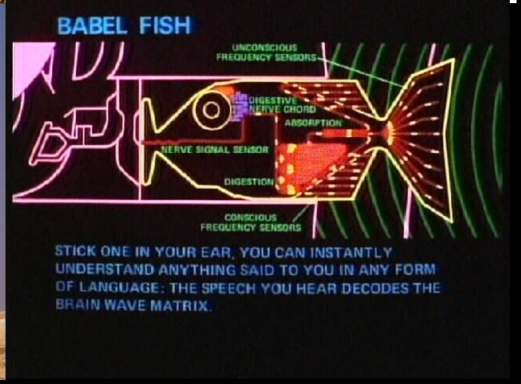 BABEL FISH
UNCONSCIOUS
FREQUENCY SENSORS
DIGESTIVE
NERVE CHORD
ABSORPTION
NERVE SIGNAL SENSOR
DIGESTION
CONSCIOUS
FREQUENCY SENSORS
STICK ONE IN YOUR EAR, YOU CAN INSTANTLY
UNDERSTAND ANYTHING SAID TO YOU IN ANY FORM
OF LANGUAGE: THE SPEECH YOU HEAR DECODES THE
BRAIN WAVE MATRIX.